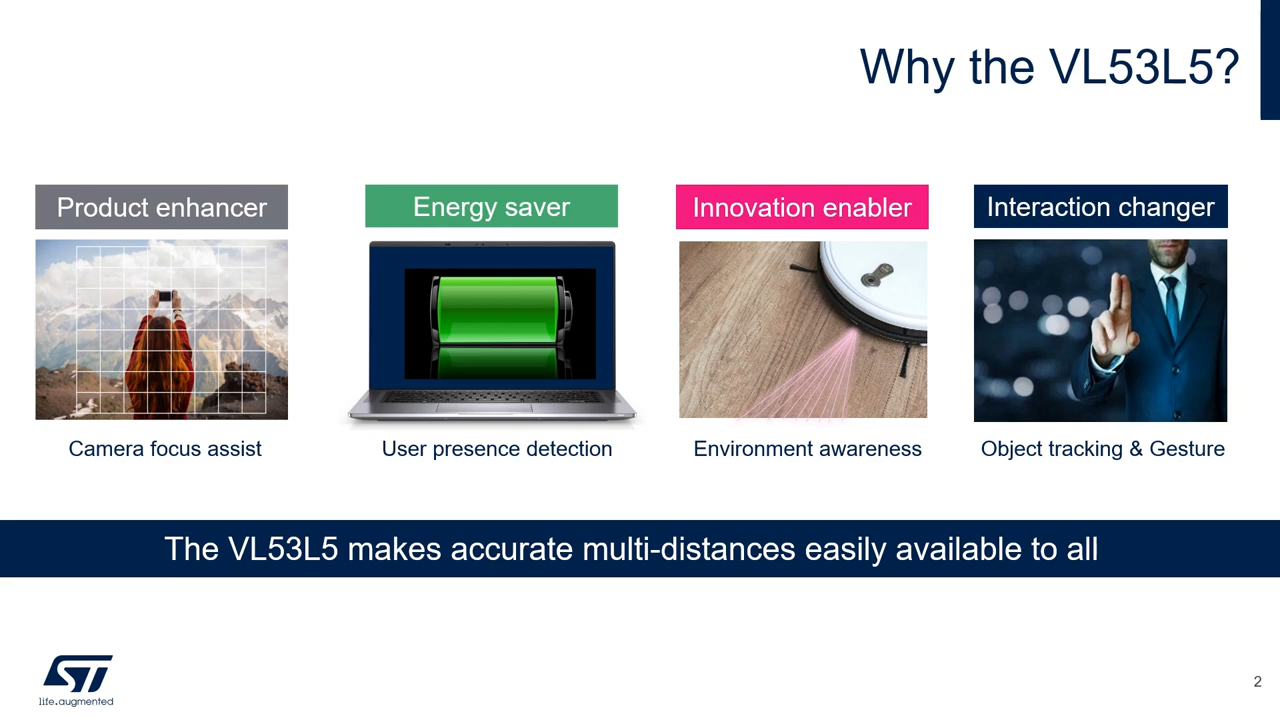 Why the VL53L5?
Product enhancer
Energy saver
Innovation enabler
Interaction changer
Camera focus assist
User presence detection
Environment awareness
Object tracking & Gesture
The VL53L5 makes accurate multi-distances easily available to all
ST
life.augmented
2